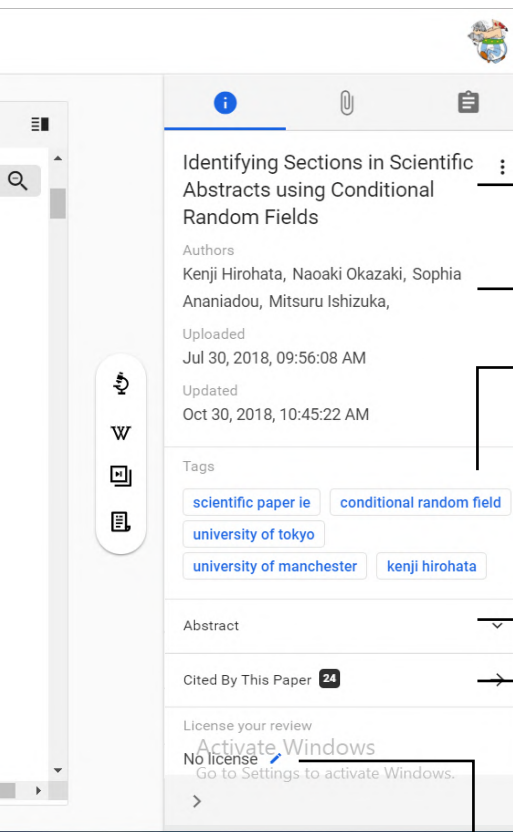 Identifying Sections in Scientific
Abstracts using Conditional
Random Fields
Authors
Kenji Hirohata, Naoaki Okazaki, Sophia
Ananiadou, Mitsuru Ishizuka,
Uploaded
Jul 30, 2018, 09:56:08 AM
Updated
Oct 30, 2018, 10:45:22 AM
W
Tags
scientific paper ie conditional random field
university of tokyo
university of manchester kenji hirohata
Abstract
Cited By This Paper 24
License your review
Activate Windows
No license
Go to Settings to activate Windows.